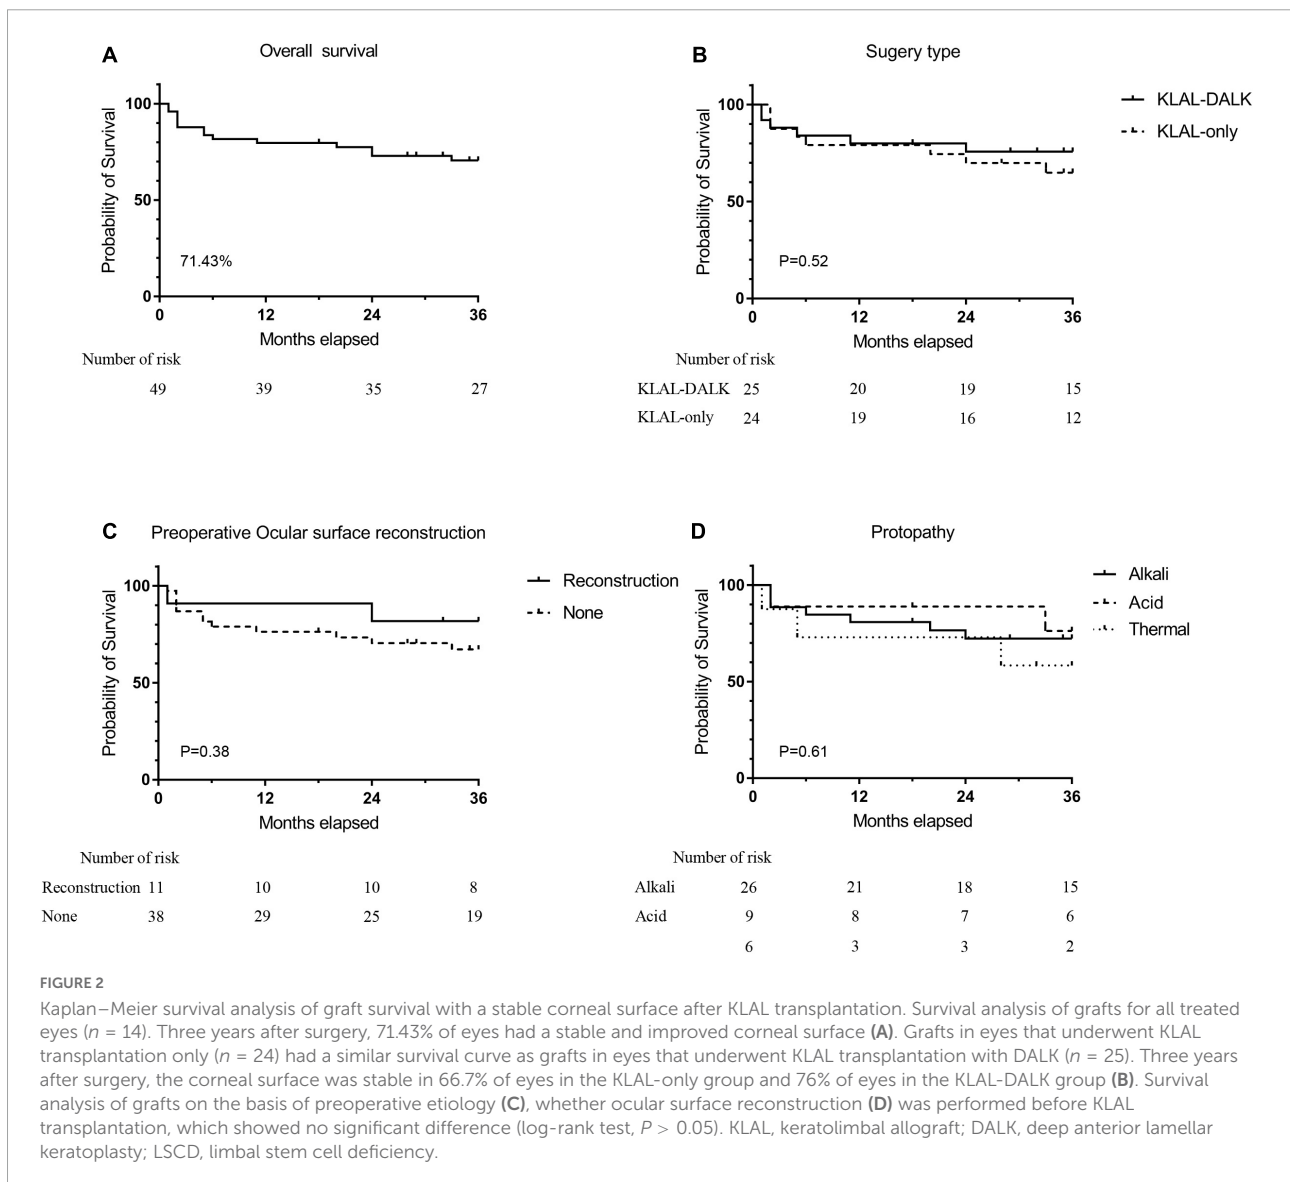 A
Overall survival
Probability of Survival
100
50
0
71.43%
0 12 24 36
Months elapsed
Number of risk
49 39 35 27
B
Sugery type
KLAL-DALK
KLAL-only
Probability of Survival
100
50
0
P=0.52
0 12 24 36
Months elapsed
Number of risk
KLAL-DALK 25 20 19 15
KLAL-only 24 19 16 12
C
Preoperative Ocular surface reconstruction
Reconstruction
None
Probability of Survival
100
50
0
P=0.38
0 12 24 36
Months elapsed
Number of risk
Reconstruction 11 10 10 8
None 38 29 25 19
D
Protopathy
Alkali
Acid
Thermal
Probability of Survival
100
50
0
P=0.61
0 12 24 36
Months elapsed
Number of risk
Alkali 26 21 18 15
Acid 9 8 7 6
6 3 3 2
FIGURE 2
Kaplan–Meier survival analysis of graft survival with a stable corneal surface after KLAL transplantation. Survival analysis of grafts for all treated
eyes (n = 14). Three years after surgery, 71.43% of eyes had a stable and improved corneal surface (A). Grafts in eyes that underwent KLAL
transplantation only (n = 24) had a similar survival curve as grafts in eyes that underwent KLAL transplantation with DALK (n = 25). Three years
after surgery, the corneal surface was stable in 66.7% of eyes in the KLAL-only group and 76% of eyes in the KLAL-DALK group (B). Survival
analysis of grafts on the basis of preoperative etiology (C), whether ocular surface reconstruction (D) was performed before KLAL
transplantation, which showed no significant difference (log-rank test, P > 0.05). KLAL, keratolimbal allograft; DALK, deep anterior lamellar
keratoplasty; LSCD, limbal stem cell deficiency.